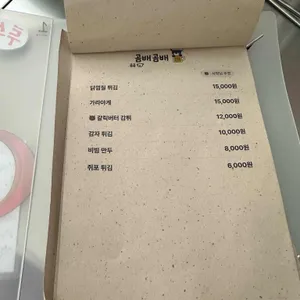 곰배곰배
튀김
닭껍질 튀김 15,000원
가리아게 15,000원
갈릭버터 감튀 12,000원
감자 튀김 10,000원
비빔 만두 8,000원
쥐포 튀김 6,000원